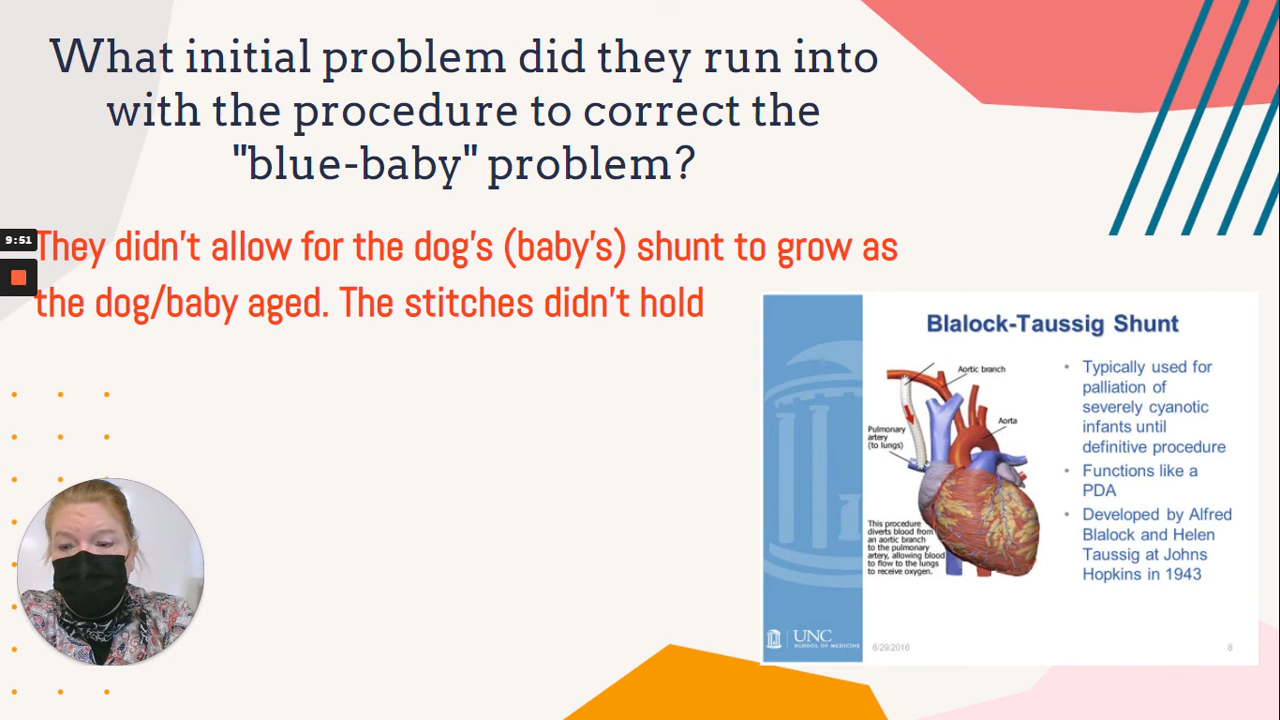 What initial problem did they run into
with the procedure to correct the
"blue-baby" problem?
9:51
They didn't allow for the dog's (baby's) shunt to grow as
the dog/baby aged. The stitches didn't hold
Blalock-Taussig Shunt
Aortic branch
Aorta
Pulmonary
artery
(to lungs)
This procedure
diverts blood from
an aortic branch
to the pulmonary
artery, allowing blood
to flow to the lungs
to receive oxygen.
• Typically used for
palliation of
severely cyanotic
infants until
definitive procedure
• Functions like a
PDA
• Developed by Alfred
Blalock and Helen
Taussig at Johns
Hopkins in 1943
UNC
SCHOOL OF MEDICINE
6/29/2016
8